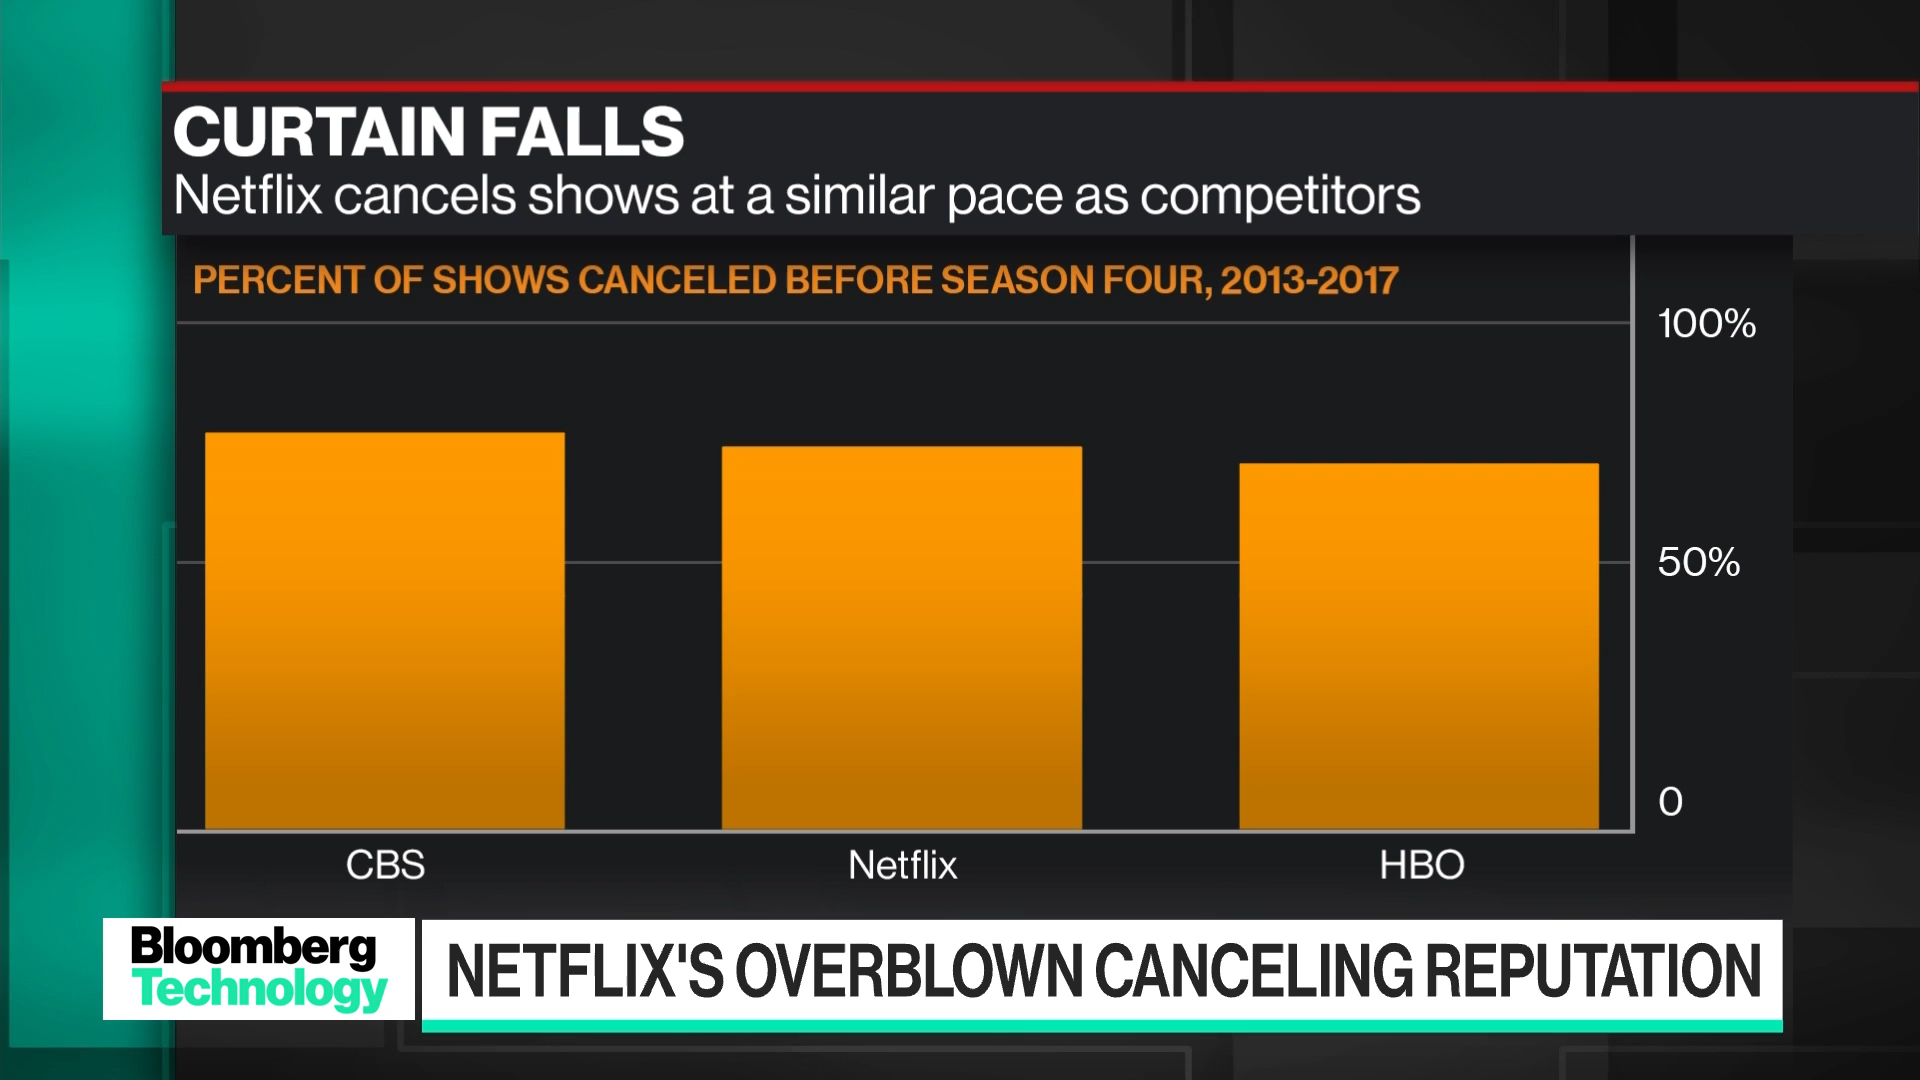 CURTAIN FALLS
Netflix cancels shows at a similar pace as competitors
PERCENT OF SHOWS CANCELED BEFORE SEASON FOUR, 2013-2017
100%
50%
0
CBS
Netflix
HBO
Bloomberg
Technology
NETFLIX'S OVERBLOWN CANCELING REPUTATION